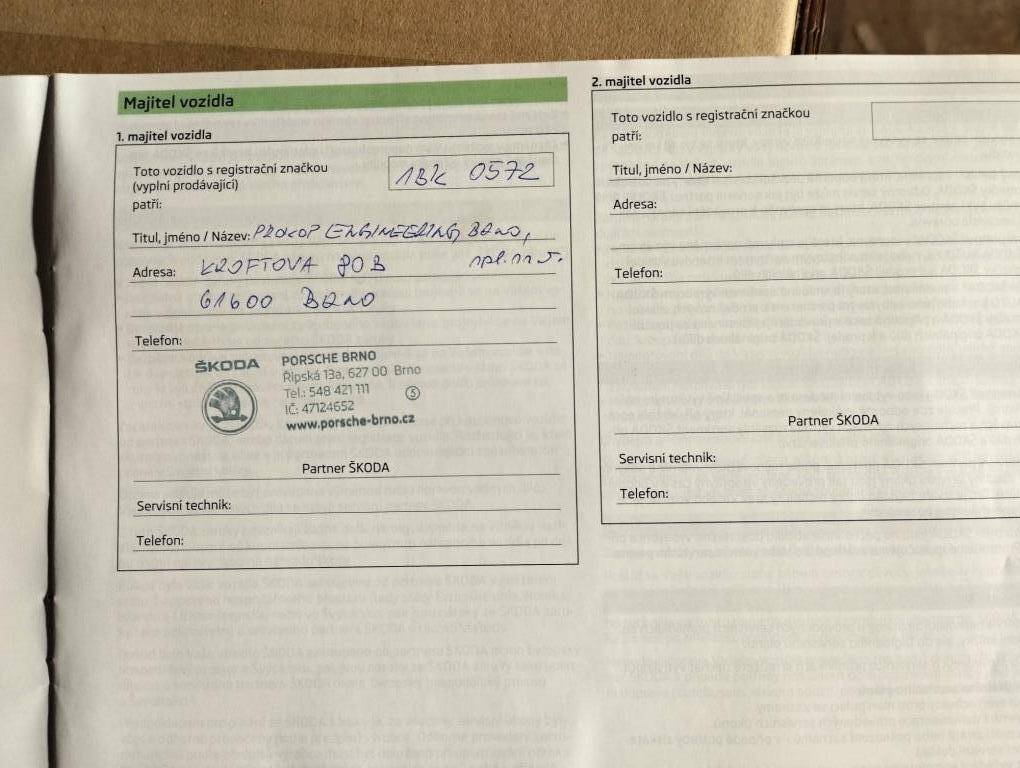 Majitel vozidla
1. majitel vozidla
Toto vozidlo s registrační značkou
(vyplní prodávající)
1BK 0572
patří:
Titul, jméno / Název: PROKOP ENGINEERING BRNO,
spl. n r.
Adresa: KROFTOVA 80B
61600 BRNO
Telefon:
ŠKODA
PORSCHE BRNO
Řípská 13a, 627 00 Brno
Tel.: 548 421 111
5
IČ: 47124652
www.porsche-brno.cz
Partner ŠKODA
Servisní technik:
Telefon:
2. majitel vozidla
Toto vozidlo s registrační značkou
patří:
Titul, jméno / Název:
Adresa:
Telefon:
Partner ŠKODA
Servisní technik:
Telefon: